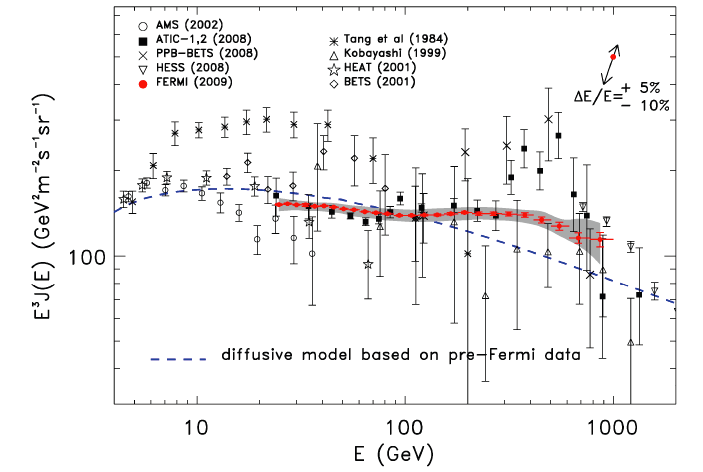 AMS (2002)
ATIC-1,2 (2008)
PPB-BETS (2008)
HESS (2008)
FERMI (2009)
Tang et al (1984)
Kobayashi (1999)
HEAT (2001)
BETS (2001)
ΔE/E=+ 5%
− 10%
E³J(E) (GeV²m⁻²s⁻¹sr⁻¹)
100
diffusive model based on pre-Fermi data
10
100
1000
E (GeV)